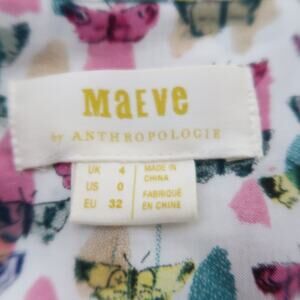 MaEVe
by ANTHROPOLOGIE
UK 4
US 0
EU 32
MADE IN
CHINA
FABRIQUÉ
EN CHINE